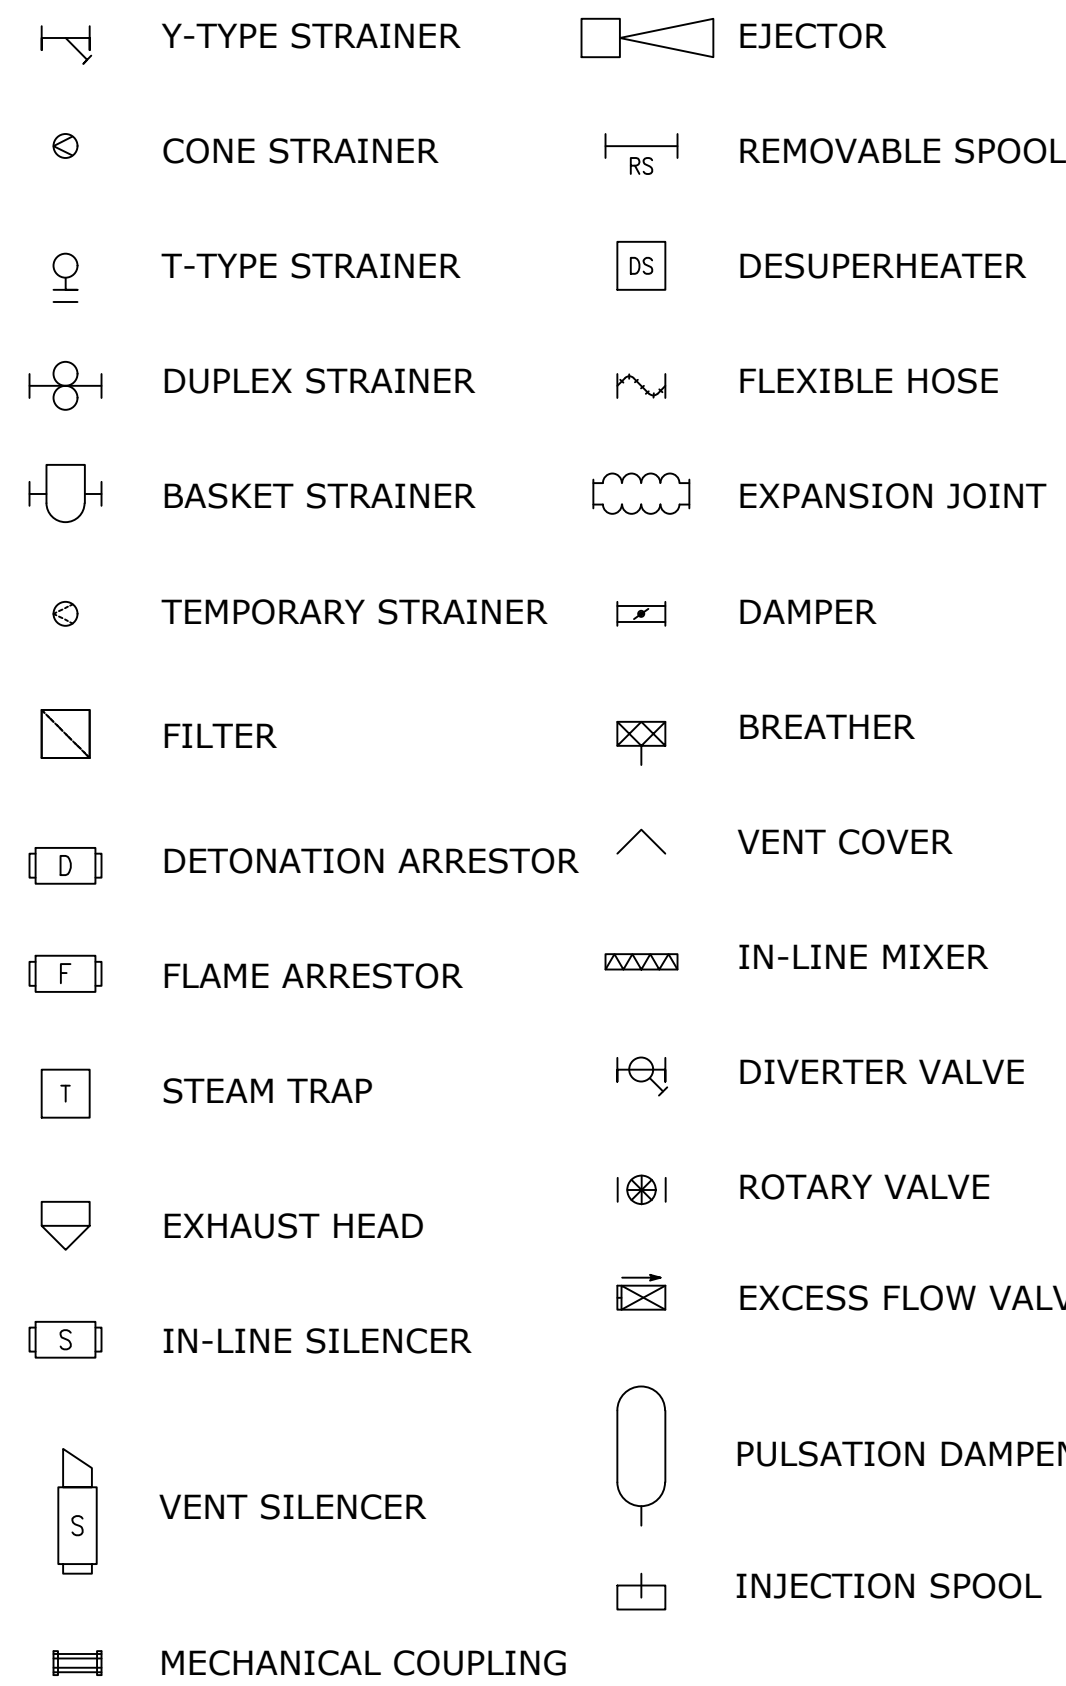 Y-TYPE STRAINER
CONE STRAINER
T-TYPE STRAINER
DUPLEX STRAINER
BASKET STRAINER
TEMPORARY STRAINER
FILTER
D DETONATION ARRESTOR
F FLAME ARRESTOR
T STEAM TRAP
EXHAUST HEAD
S IN-LINE SILENCER
S VENT SILENCER
MECHANICAL COUPLING
EJECTOR
RS REMOVABLE SPOOL
DS DESUPERHEATER
FLEXIBLE HOSE
EXPANSION JOINT
DAMPER
BREATHER
VENT COVER
IN-LINE MIXER
DIVERTER VALVE
ROTARY VALVE
EXCESS FLOW
PULSATION
INJECTION SPOOL